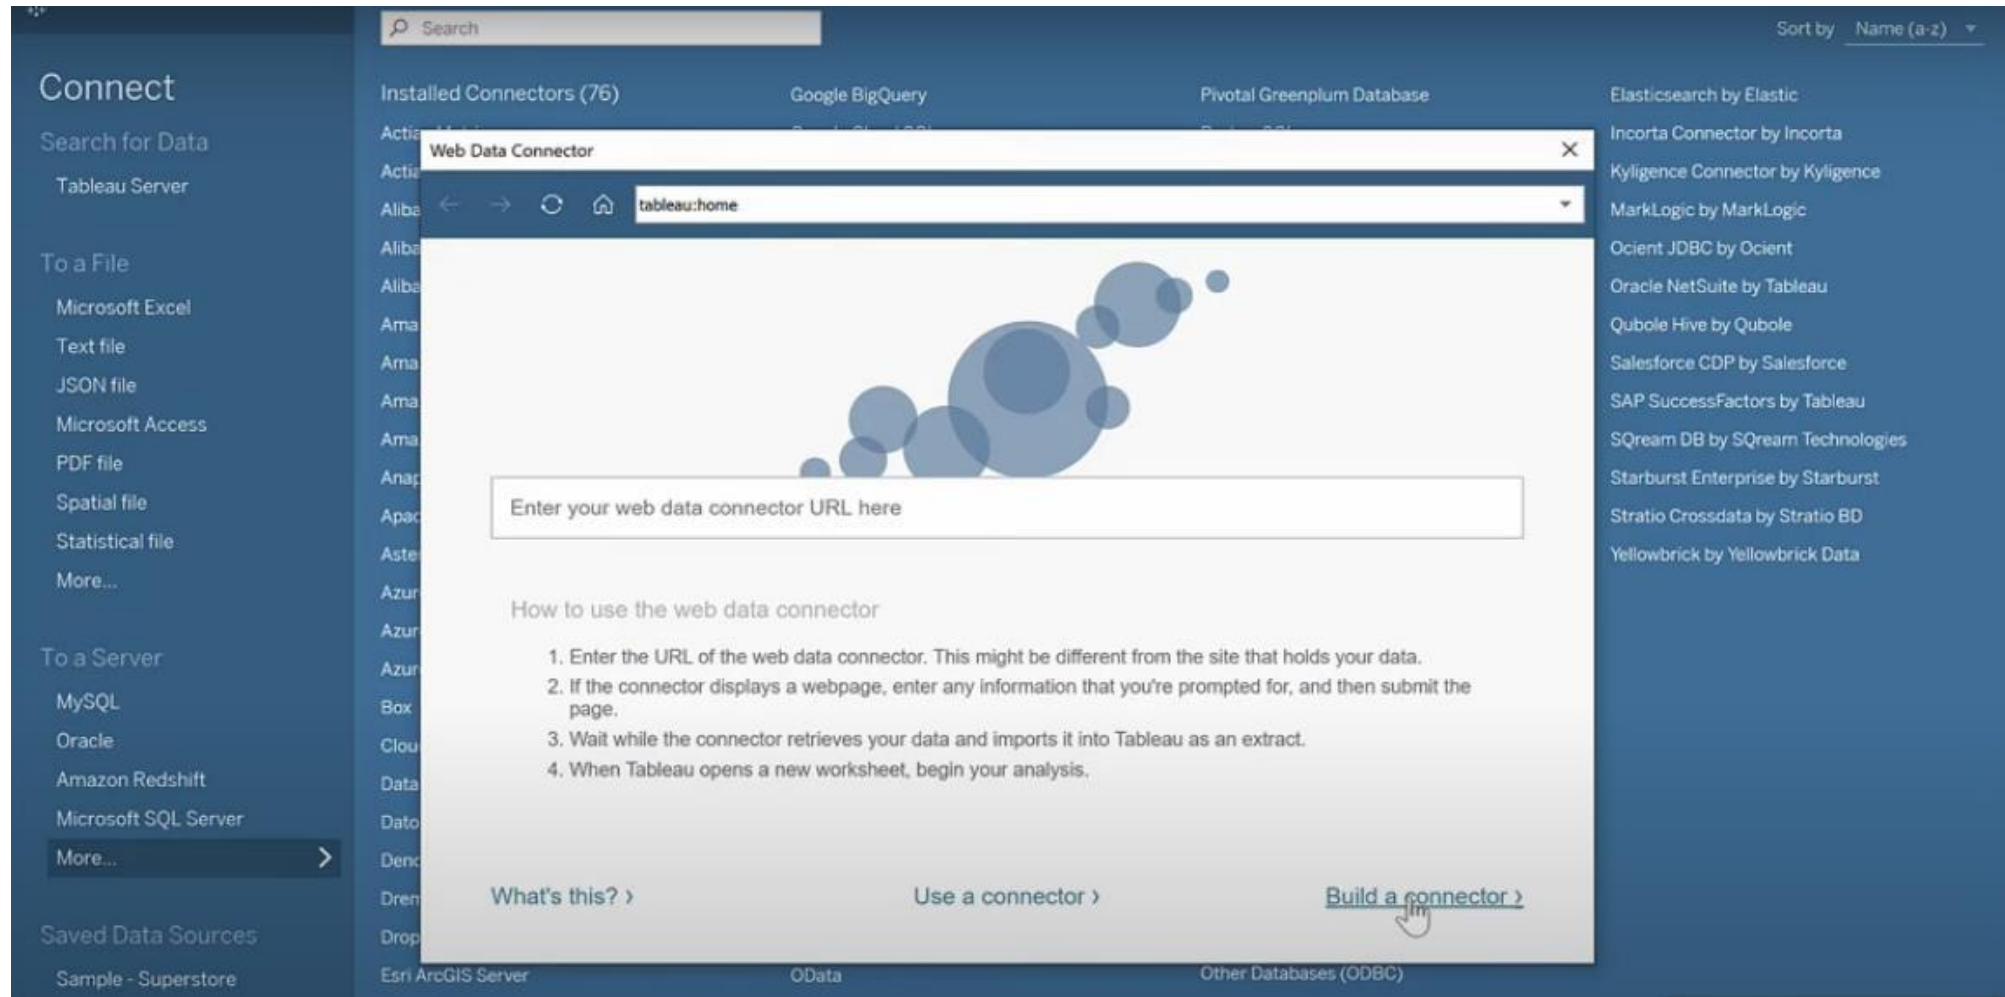 Search
Sort by Name (a-z)
Connect
Search for Data
Tableau Server
To a File
Microsoft Excel
Text file
JSON file
Microsoft Access
PDF file
Spatial file
Statistical file
More...
To a Server
MySQL
Oracle
Amazon Redshift
Microsoft SQL Server
More...
Saved Data Sources
Sample - Superstore
Installed Connectors (76)
Box
Esri ArcGIS Server
Google BigQuery
OData
Pivotal Greenplum Database
Other Databases (ODBC)
Elasticsearch by Elastic
Incorta Connector by Incorta
Kyligence Connector by Kyligence
MarkLogic by MarkLogic
Ocient JDBC by Ocient
Oracle NetSuite by Tableau
Qubole Hive by Qubole
Salesforce CDP by Salesforce
SAP SuccessFactors by Tableau
SQream DB by SQream Technologies
Starburst Enterprise by Starburst
Stratio Crossdata by Stratio BD
Yellowbrick by Yellowbrick Data
Web Data Connector
tableau:home
Enter your web data connector URL here
How to use the web data connector
1. Enter the URL of the web data connector. This might be different from the site that holds your data.
2. If the connector displays a webpage, enter any information that you're prompted for, and then submit the
page.
3. Wait while the connector retrieves your data and imports it into Tableau as an extract.
4. When Tableau opens a new worksheet, begin your analysis.
What's this? ›
Use a connector ›
Build a connector ›